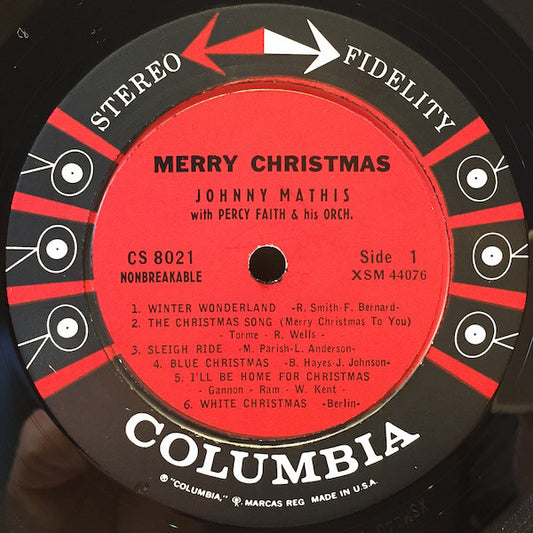 STEREO FIDELITY
MERRY CHRISTMAS
JOHNNY MATHIS
with PERCY FAITH & his ORCH.
CS 8021
NONBREAKABLE
Side 1
XSM 44076
1. WINTER WONDERLAND -R. Smith-F. Bernard-
2. THE CHRISTMAS SONG (Merry Christmas To You)
- Torme - R. Wells -
3. SLEIGH RIDE -M. Parish-L. Anderson-
4. BLUE CHRISTMAS -B. Hayes-J. Johnson-
5. I'LL BE HOME FOR CHRISTMAS
- Gannon - Ram - W. Kent -
6. WHITE CHRISTMAS -Berlin-
COLUMBIA
® "COLUMBIA," MARCAS REG MADE IN U.S.A.